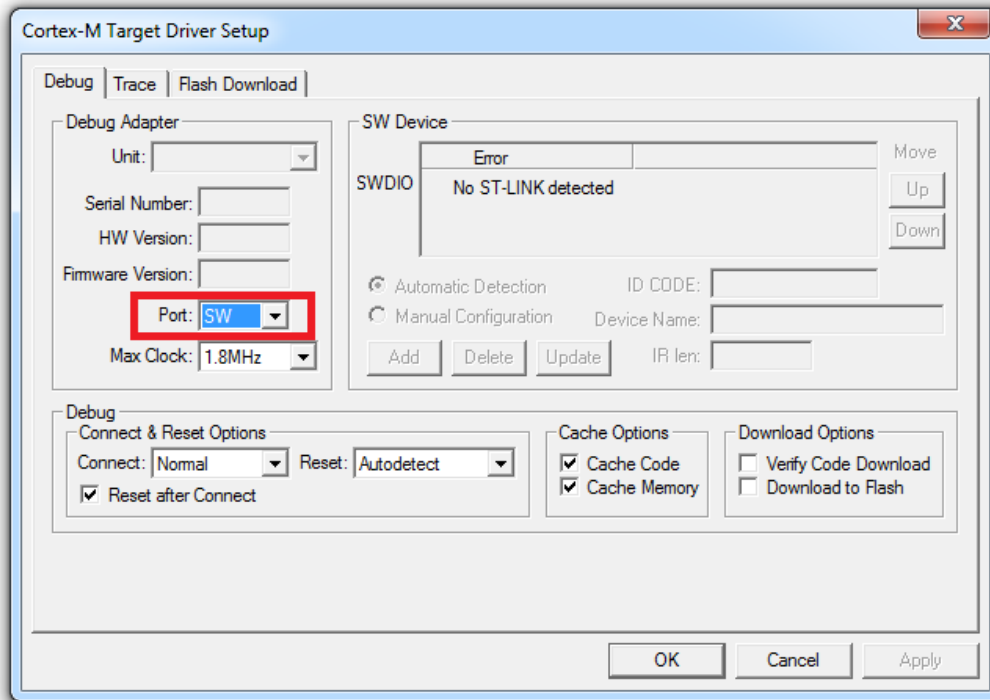 Cortex-M Target Driver Setup
Debug Trace Flash Download
Debug Adapter
Unit:
Serial Number:
HW Version:
Firmware Version:
Port: SW
Max Clock: 1.8MHz
SW Device
Error
SWDIO No ST-LINK detected
Move
Up
Down
Automatic Detection ID CODE:
Manual Configuration Device Name:
Add Delete Update IR len:
Debug
Connect & Reset Options
Connect: Normal Reset: Autodetect
Reset after Connect
Cache Options
Cache Code
Cache Memory
Download Options
Verify Code Download
Download to Flash
OK Cancel Apply